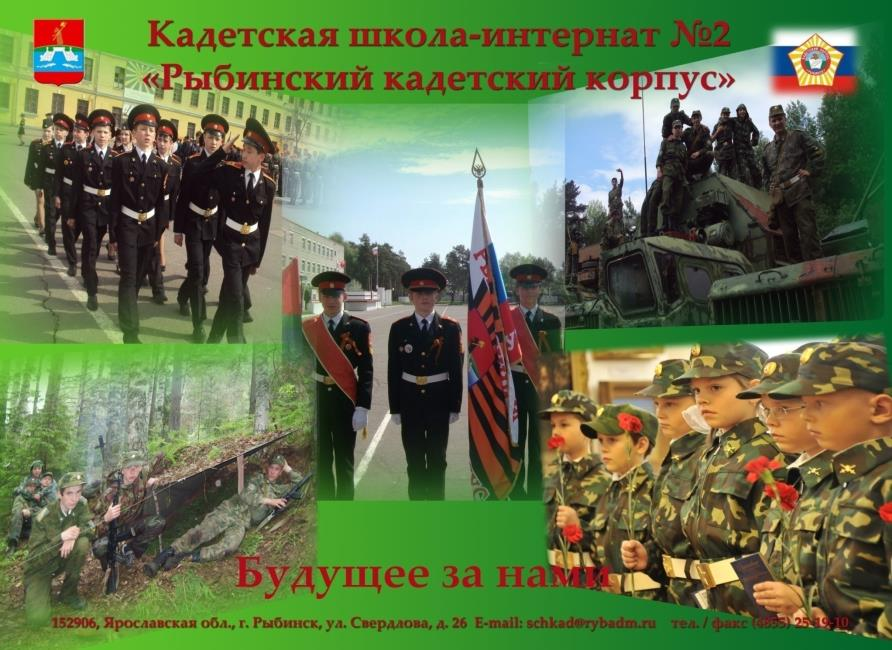 Кадетская школа-интернат №2
«Рыбинский кадетский корпус»
Будущее за нами
152906, Ярославская обл., г. Рыбинск, ул. Свердлова, д. 26 E-mail: schkad@rybadm.ru тел. / факс (4855) 25-19-10